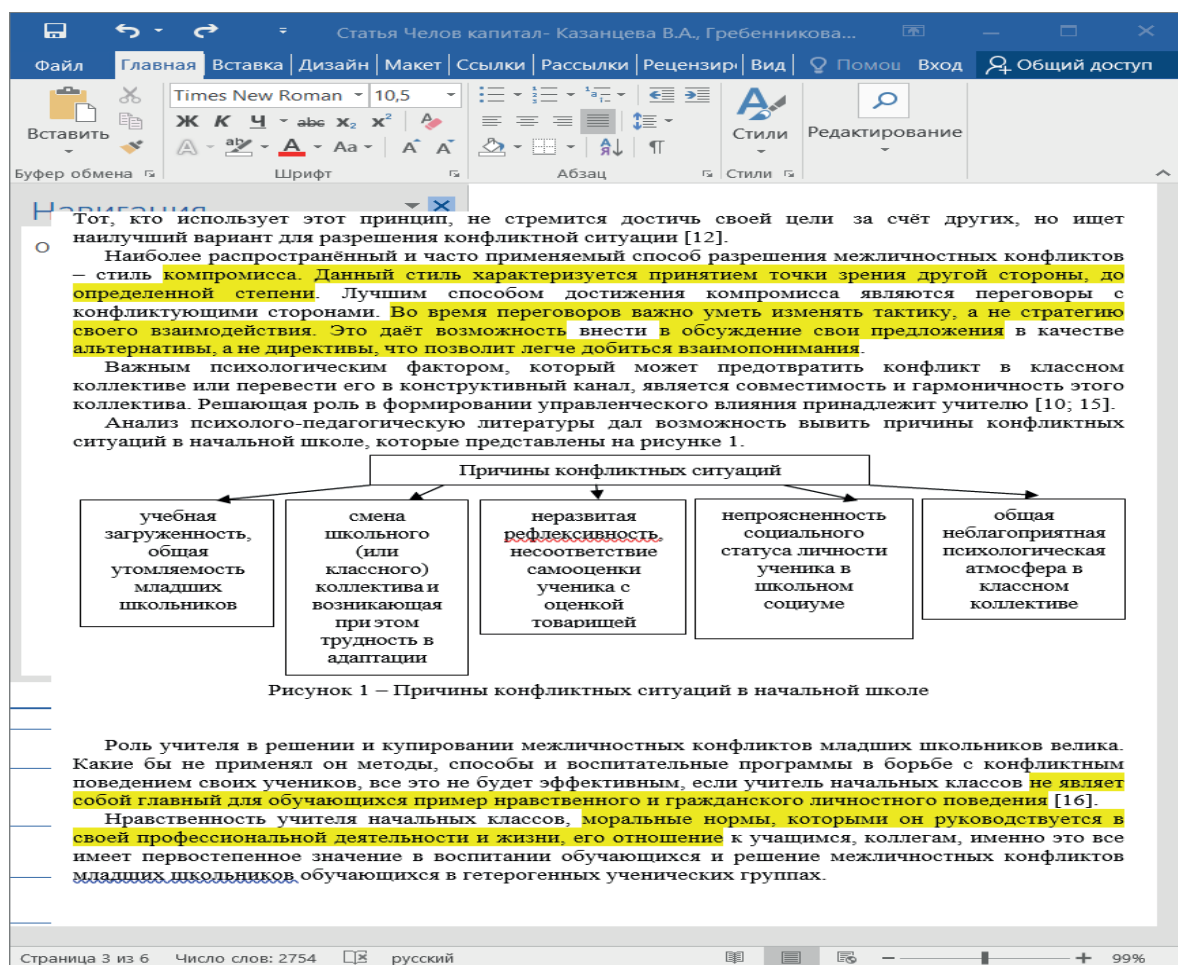 Статья Челов капитал- Казанцева В.А., Гребенникова...
Файл Главная Вставка Дизайн Макет Ссылки Рассылки Рецензир Вид Помощ Вход Общий доступ
Вставить
Times New Roman 10,5
Ж К Ч abc x₂ x²
Aa
Стили Редактирование
Буфер обмена Шрифт Абзац Стили
Навигация
Тот, кто использует этот принцип, не стремится достичь своей цели за счёт других, но ищет
наилучший вариант для разрешения конфликтной ситуации [12].
Наиболее распространённый и часто применяемый способ разрешения межличностных конфликтов
– стиль компромисса. Данный стиль характеризуется принятием точки зрения другой стороны, до
определенной степени. Лучшим способом достижения компромисса являются переговоры с
конфликтующими сторонами. Во время переговоров важно уметь изменять тактику, а не стратегию
своего взаимодействия. Это даёт возможность внести в обсуждение свои предложения в качестве
альтернативы, а не директивы, что позволит легче добиться взаимопонимания.
Важным психологическим фактором, который может предотвратить конфликт в классном
коллективе или перевести его в конструктивный канал, является совместимость и гармоничность этого
коллектива. Решающая роль в формировании управленческого влияния принадлежит учителю [10; 15].
Анализ психолого-педагогическую литературы дал возможность вывить причины конфликтных
ситуаций в начальной школе, которые представлены на рисунке 1.
Причины конфликтных ситуаций
учебная
загруженность,
общая
утомляемость
младших
школьников
смена
школьного
(или
классного)
коллектива и
возникающая
при этом
трудность в
адаптации
неразвитая
рефлексивность,
несоответствие
самооценки
ученика с
оценкой
товарищей
непроясненность
социального
статуса личности
ученика в
школьном
социуме
общая
неблагоприятная
психологическая
атмосфера в
классном
коллективе
Рисунок 1 – Причины конфликтных ситуаций в начальной школе
Роль учителя в решении и купировании межличностных конфликтов младших школьников велика.
Какие бы не применял он методы, способы и воспитательные программы в борьбе с конфликтным
поведением своих учеников, все это не будет эффективным, если учитель начальных классов не являет
собой главный для обучающихся пример нравственного и гражданского личностного поведения [16].
Нравственность учителя начальных классов, моральные нормы, которыми он руководствуется в
своей профессиональной деятельности и жизни, его отношение к учащимся, коллегам, именно это все
имеет первостепенное значение в воспитании обучающихся и решение межличностных конфликтов
младших школьников обучающихся в гетерогенных ученических группах.
Страница 3 из 6 Число слов: 2754 русский 99%